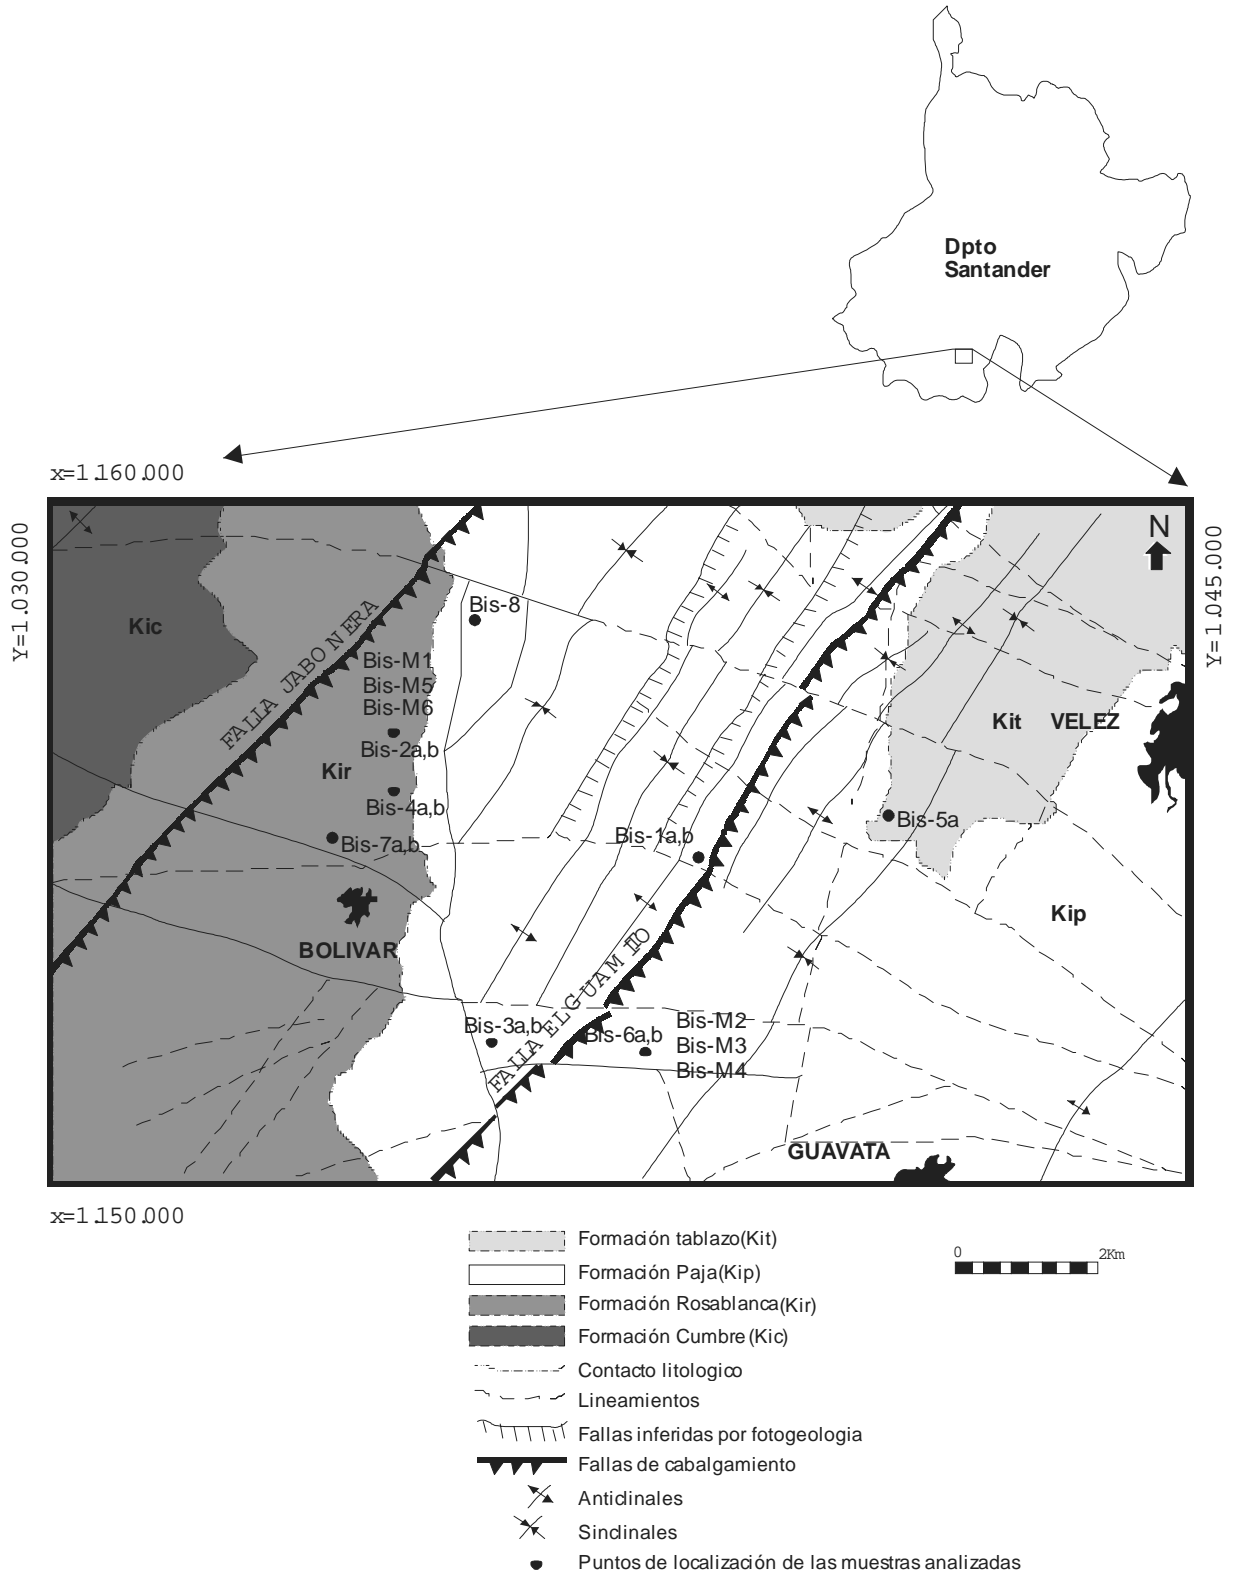 Dpto
Santander
x=1.160.000
Y=1.030.000
Y=1.045.000
N
Kic
Bis-8
FALLA JABONERA
Bis-M1
Bis-M5
Bis-M6
Bis-2a,b
Kir
Bis-4a,b
Bis-7a,b
Bis-1a,b
Kit
VELEZ
Bis-5a
Kip
BOLIVAR
FALLA EL GUAMITO
Bis-3a,b
Bis-6a,b
Bis-M2
Bis-M3
Bis-M4
GUAVATA
x=1.150.000
Formación tablazo(Kit)
Formación Paja(Kip)
Formación Rosablanca(Kir)
Formación Cumbre(Kic)
Contacto litologico
Lineamientos
Fallas inferidas por fotogeologia
Fallas de cabalgamiento
Anticlinales
Sinclinales
Puntos de localización de las muestras analizadas
0 2Km